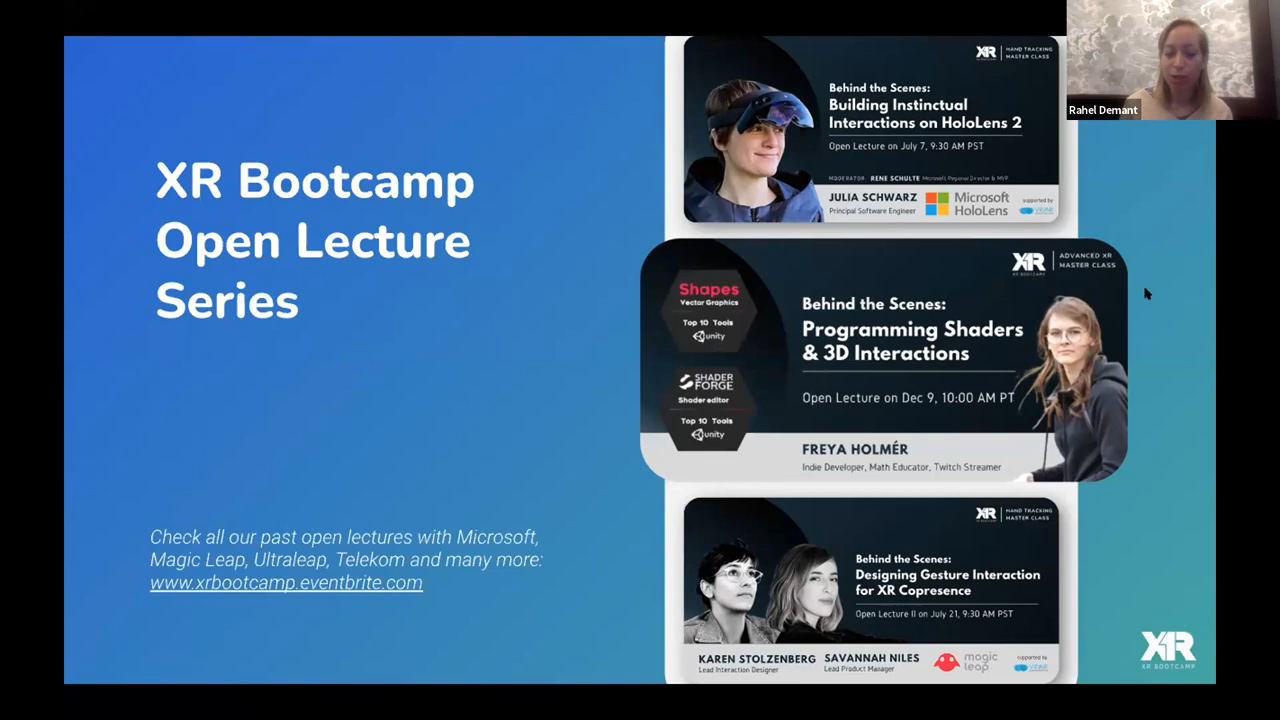 XR Bootcamp
Open Lecture
Series
Check all our past open lectures with Microsoft,
Magic Leap, Ultraleap, Telekom and many more:
www.xrbootcamp.eventbrite.com
XR BOOTCAMP
HAND TRACKING
MASTER CLASS
Behind the Scenes:
Building Instinctual
Interactions on HoloLens 2
Open Lecture on July 7, 9:30 AM PST
MODERATOR RENE SCHULTE Microsoft Regional Director & MVP
JULIA SCHWARZ
Principal Software Engineer
Microsoft
HoloLens
supported by
XR BOOTCAMP
ADVANCED XR
MASTER CLASS
Shapes
Vector Graphics
Top 10 Tools
unity
SHADER
FORGE
Shader editor
Top 10 Tools
unity
Behind the Scenes:
Programming Shaders
& 3D Interactions
Open Lecture on Dec 9, 10:00 AM PT
FREYA HOLMÉR
Indie Developer, Math Educator, Twitch Streamer
XR BOOTCAMP
HAND TRACKING
MASTER CLASS
Behind the Scenes:
Designing Gesture Interaction
for XR Copresence
Open Lecture II on July 21, 9:30 AM PST
KAREN STOLZENBERG
Lead Interaction Designer
SAVANNAH NILES
Lead Product Manager
magic
leap
supported by
XR
XR BOOTCAMP
Rahel Demant